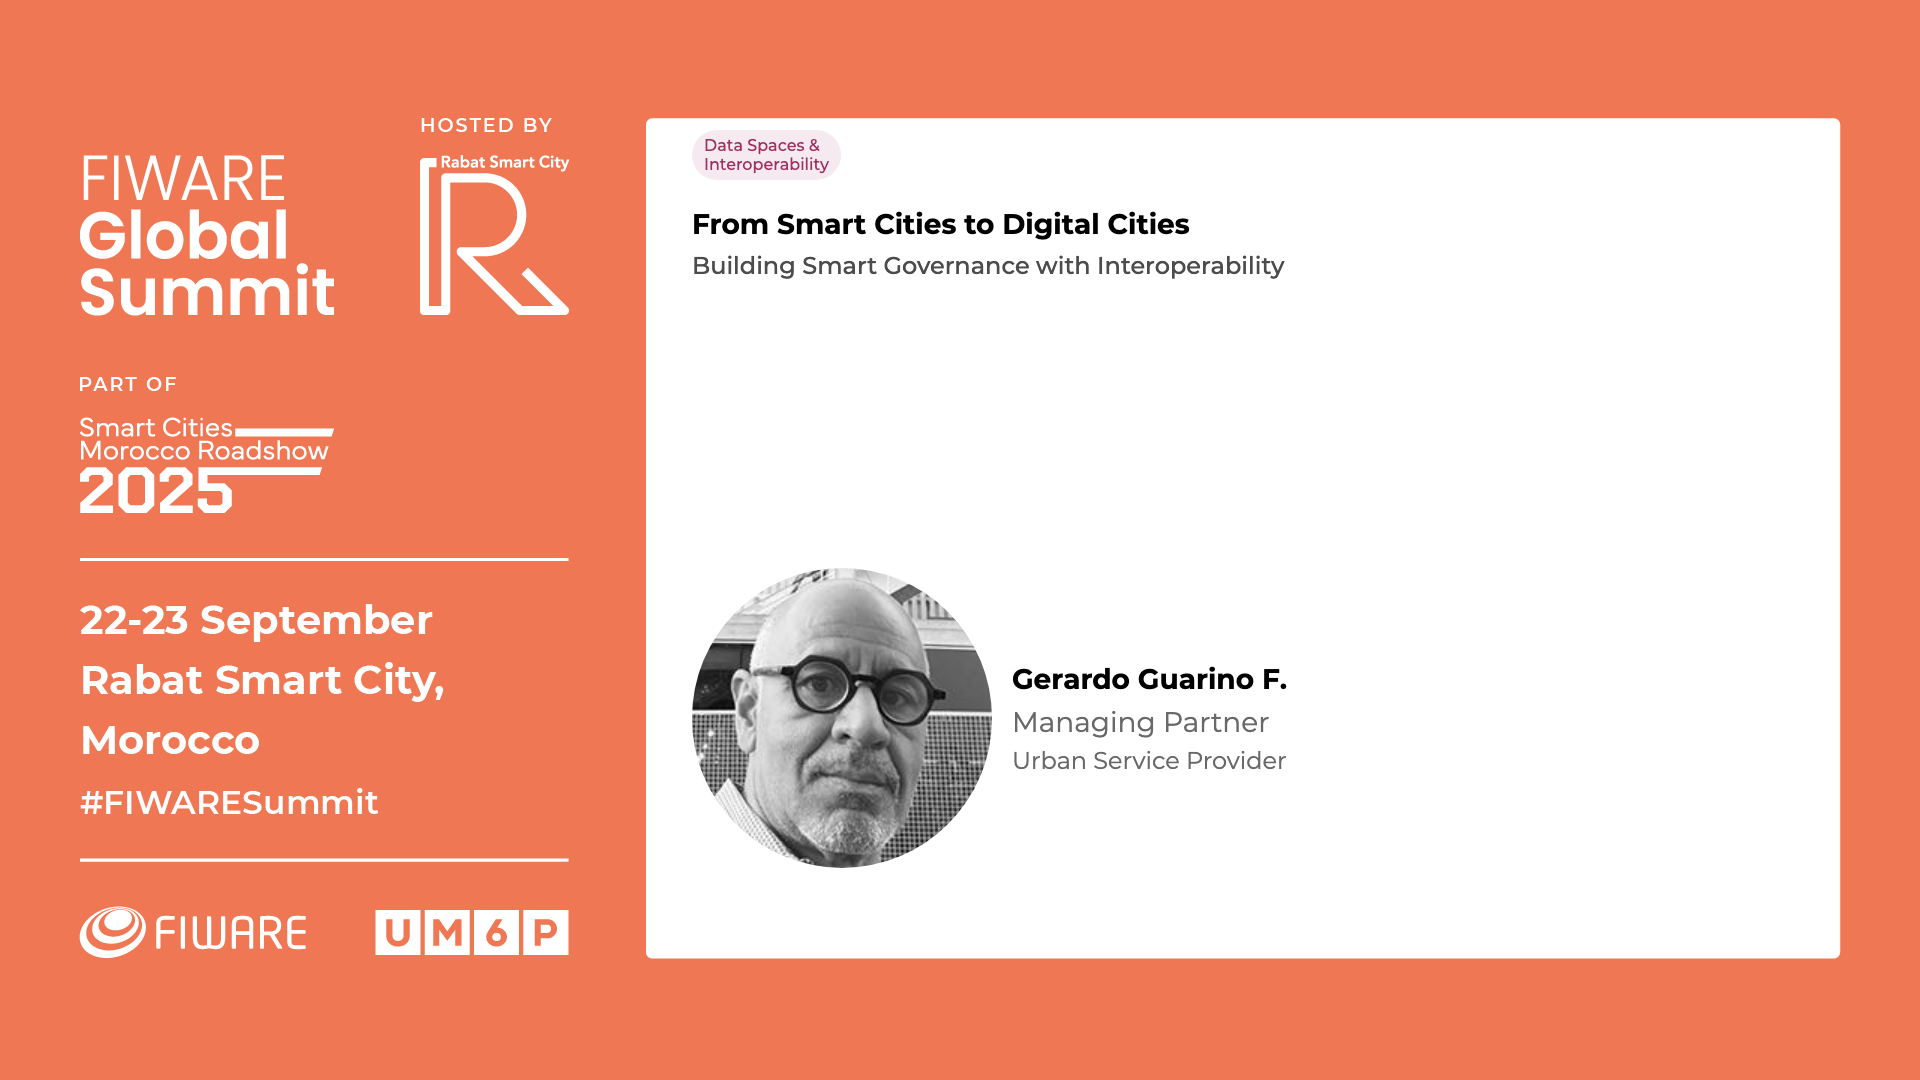 FIWARE
Global
Summit
HOSTED BY
Rabat Smart City
R
PART OF
Smart Cities
Morocco Roadshow
2025
22-23 September
Rabat Smart City,
Morocco
#FIWARESummit
FIWARE
UM6P
Data Spaces &
Interoperability
From Smart Cities to Digital Cities
Building Smart Governance with Interoperability
Gerardo Guarino F.
Managing Partner
Urban Service Provider